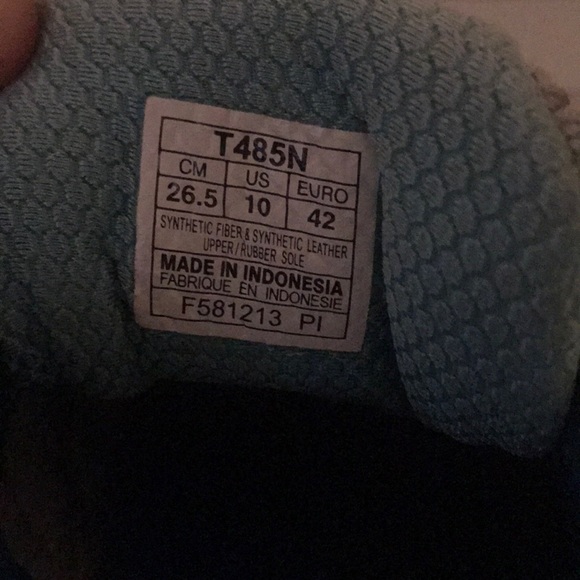 T485N
CM US EURO
26.5 10 42
SYNTHETIC FIBER & SYNTHETIC LEATHER
UPPER / RUBBER SOLE
MADE IN INDONESIA
FABRIQUE EN INDONESIE
F581213 PI